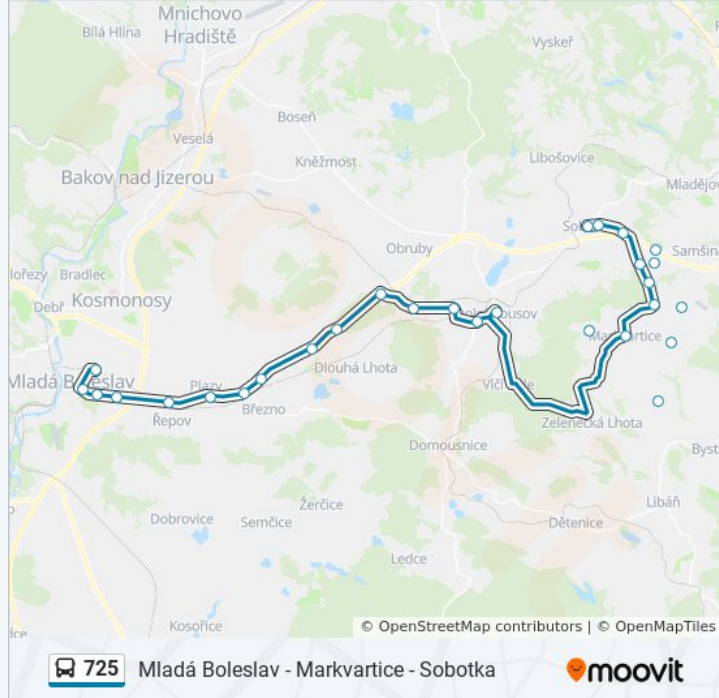 Mnichovo
Hradiště
Bílá Hlína
Vyskeř
Boseň
Veselá
Kněžmost
Libošovice
Bakov nad Jizerou
Mladějov
Obruby
Samšina
Bradlec
Kosmonosy
Debř
Dlouhá Lhota
Mladá Boleslav
Plazy
Řepov
Březno
Zelenecká Lhota
Domousnice
Libáň
Žerčice
Dobrovice
Semčice
Dětenice
Ledce
Kosořice
© OpenStreetMap contributors | © OpenMapTiles
725
Mladá Boleslav - Markvartice - Sobotka
moovit